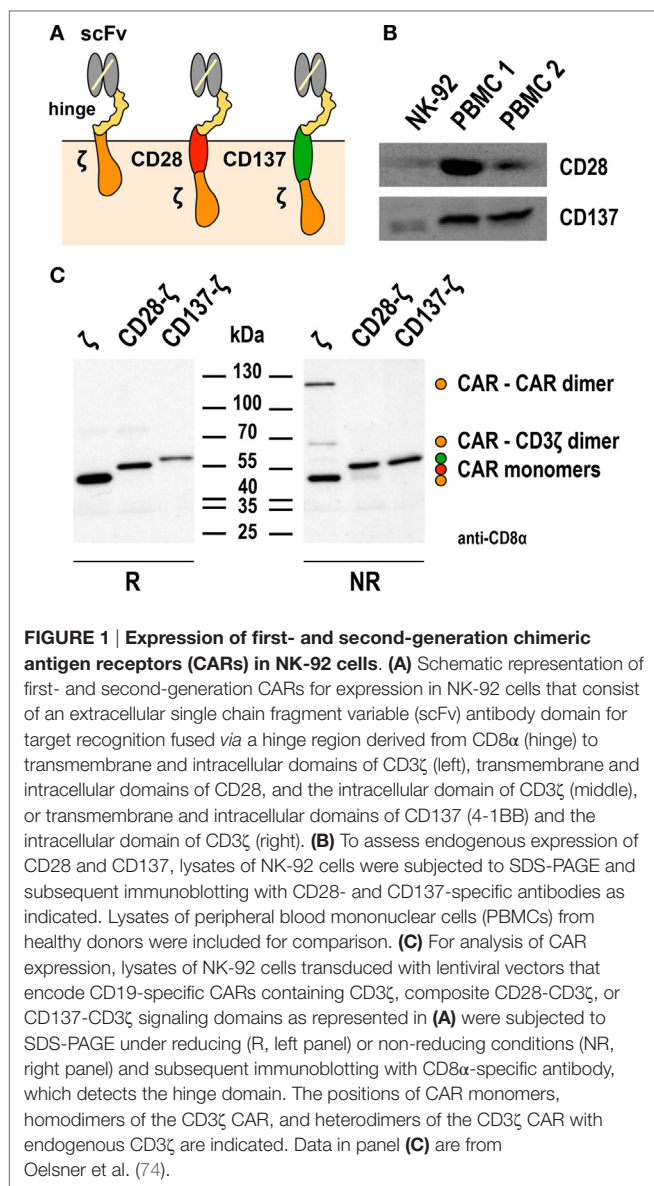 A
scFv
hinge
ζ
CD28
ζ
CD137
ζ
B
NK-92
PBMC 1
PBMC 2
CD28
CD137
C
ζ
CD28-ζ
CD137-ζ
kDa
ζ
CD28-ζ
CD137-ζ
130
100
70
55
40
35
25
CAR - CAR dimer
CAR - CD3ζ dimer
CAR monomers
anti-CD8α
R
NR
FIGURE 1 | Expression of first- and second-generation chimeric
antigen receptors (CARs) in NK-92 cells. (A) Schematic representation of
first- and second-generation CARs for expression in NK-92 cells that consist
of an extracellular single chain fragment variable (scFv) antibody domain for
target recognition fused via a hinge region derived from CD8α (hinge) to
transmembrane and intracellular domains of CD3ζ (left), transmembrane and
intracellular domains of CD28, and the intracellular domain of CD3ζ (middle),
or transmembrane and intracellular domains of CD137 (4-1BB) and the
intracellular domain of CD3ζ (right). (B) To assess endogenous expression of
CD28 and CD137, lysates of NK-92 cells were subjected to SDS-PAGE and
subsequent immunoblotting with CD28- and CD137-specific antibodies as
indicated. Lysates of peripheral blood mononuclear cells (PBMCs) from
healthy donors were included for comparison. (C) For analysis of CAR
expression, lysates of NK-92 cells transduced with lentiviral vectors that
encode CD19-specific CARs containing CD3ζ, composite CD28-CD3ζ, or
CD137-CD3ζ signaling domains as represented in (A) were subjected to
SDS-PAGE under reducing (R, left panel) or non-reducing conditions (NR,
right panel) and subsequent immunoblotting with CD8α-specific antibody,
which detects the hinge domain. The positions of CAR monomers,
homodimers of the CD3ζ CAR, and heterodimers of the CD3ζ CAR with
endogenous CD3ζ are indicated. Data in panel (C) are from
Oelsner et al. (74).